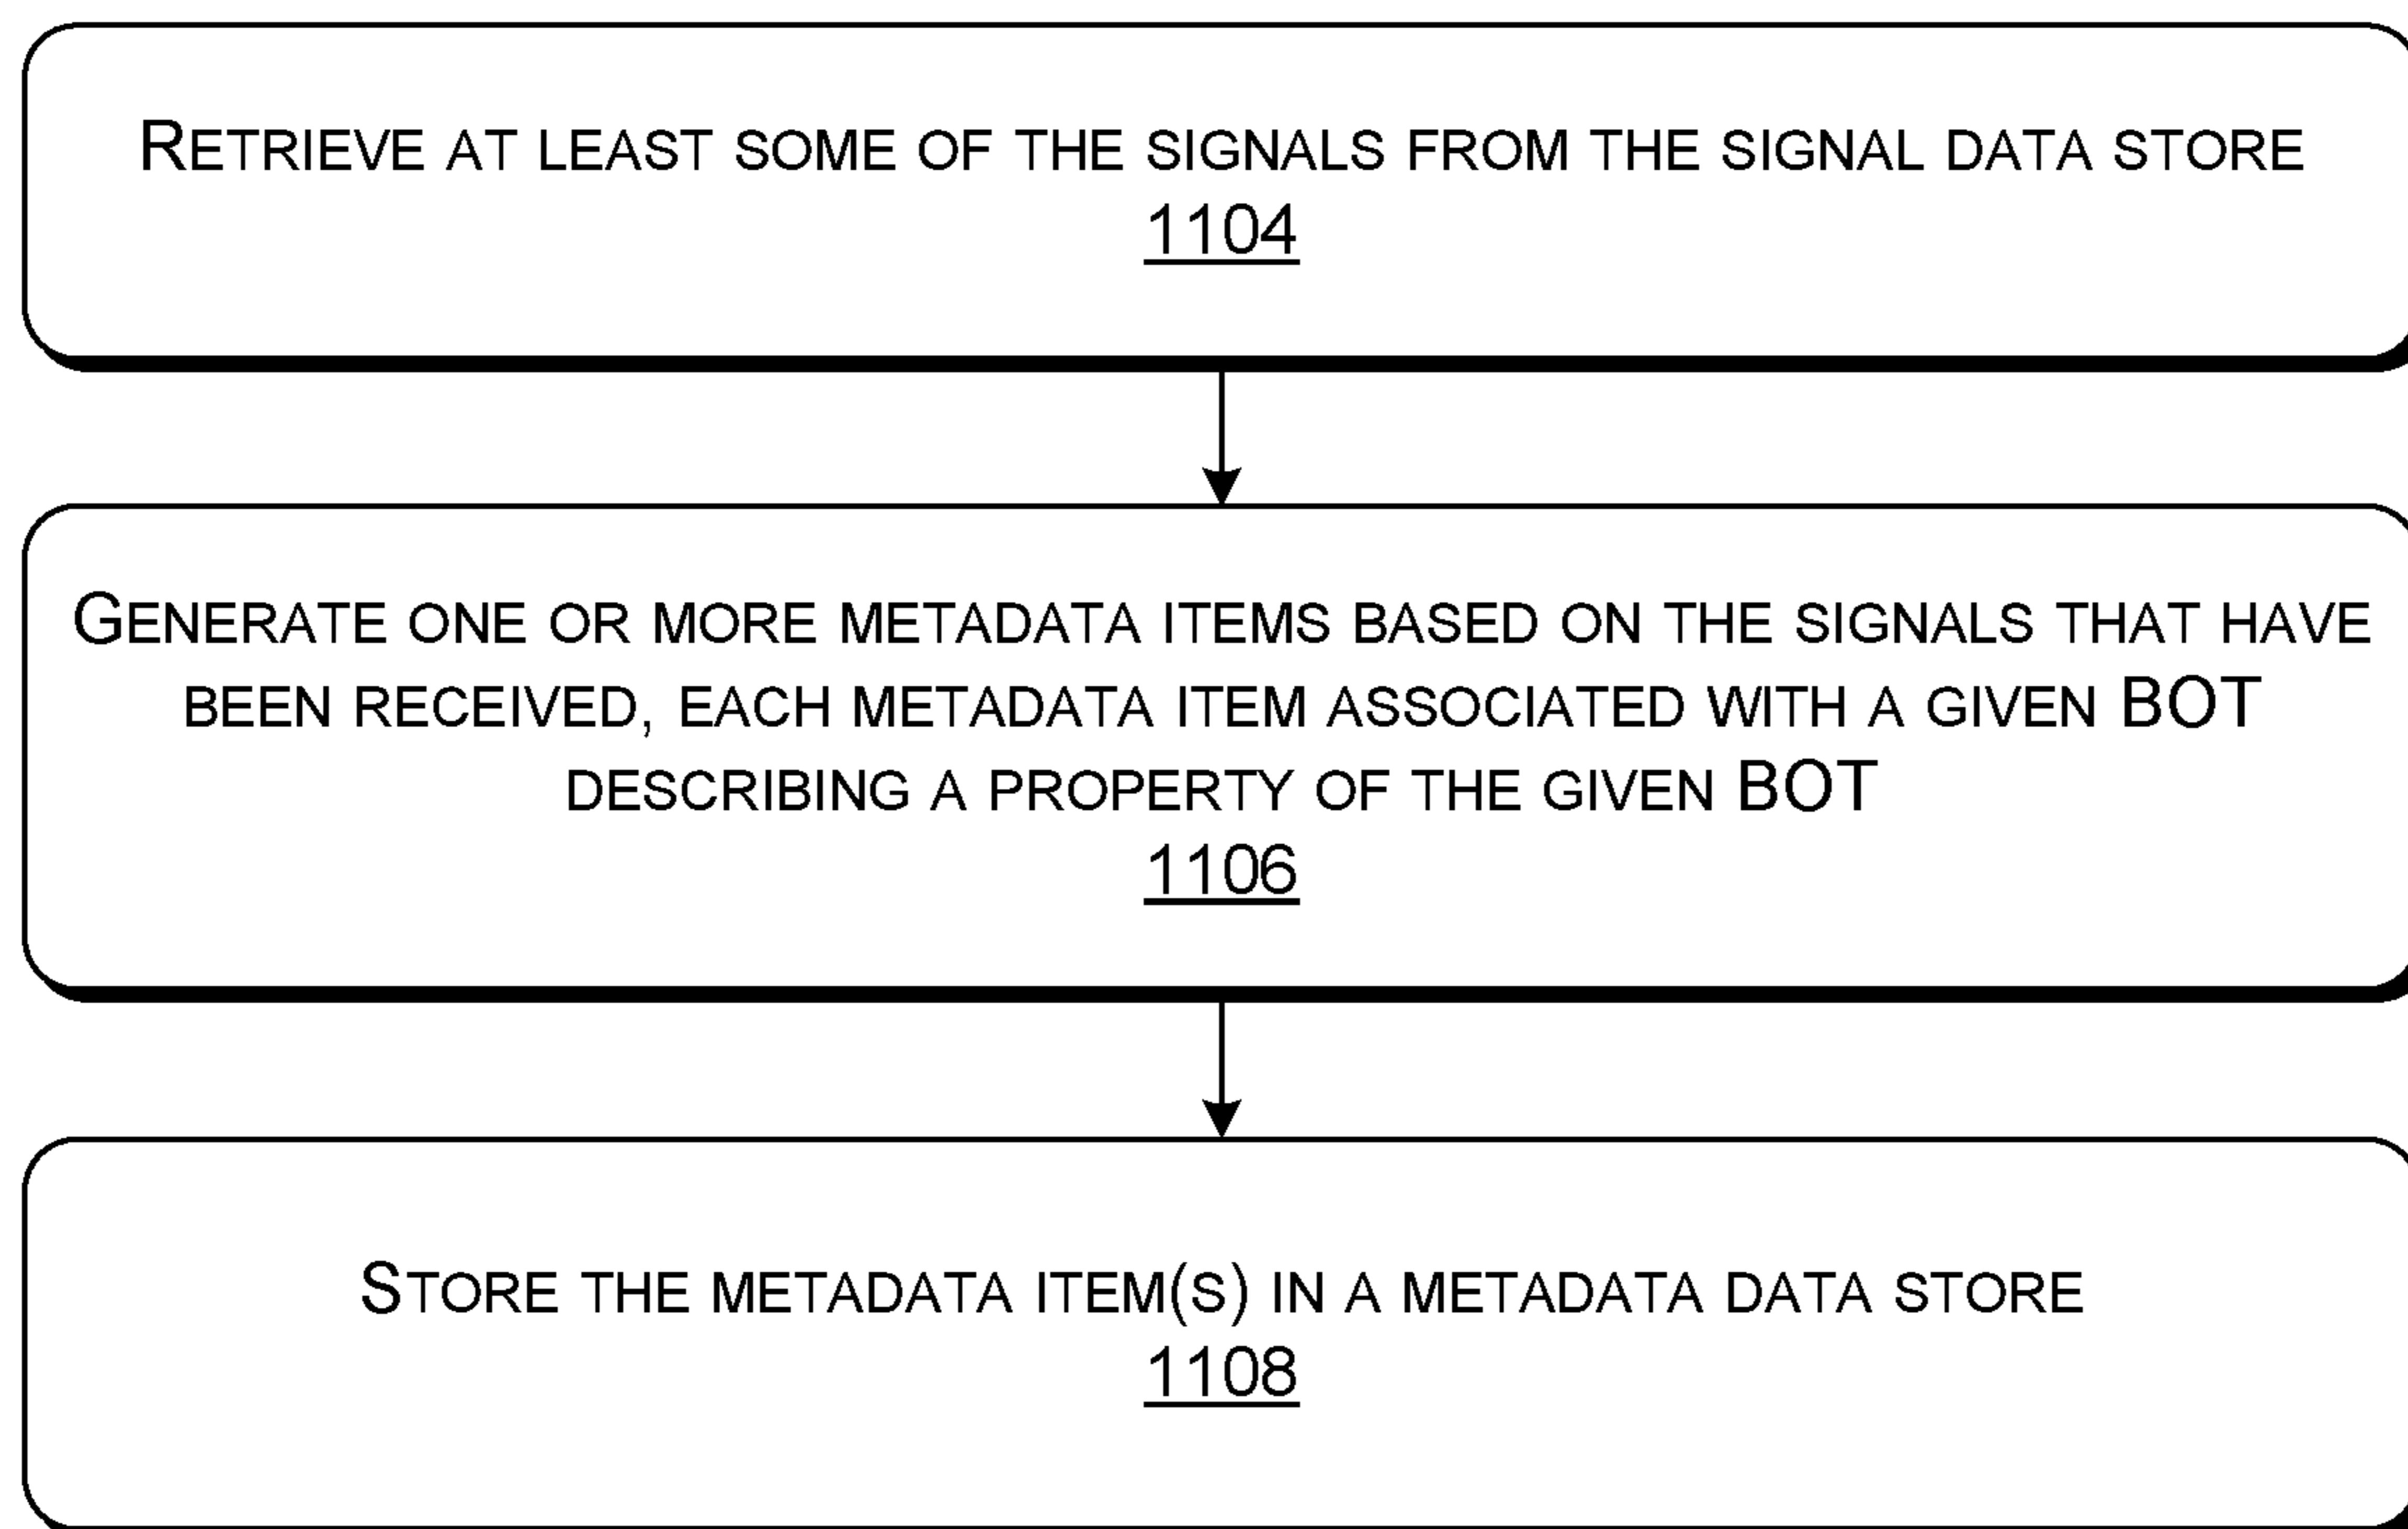 RETRIEVE AT LEAST SOME OF THE SIGNALS FROM THE SIGNAL DATA STORE
1104
GENERATE ONE OR MORE METADATA ITEMS BASED ON THE SIGNALS THAT HAVE
BEEN RECEIVED, EACH METADATA ITEM ASSOCIATED WITH A GIVEN BOT
DESCRIBING A PROPERTY OF THE GIVEN BOT
1106
STORE THE METADATA ITEM(S) IN A METADATA DATA STORE
1108